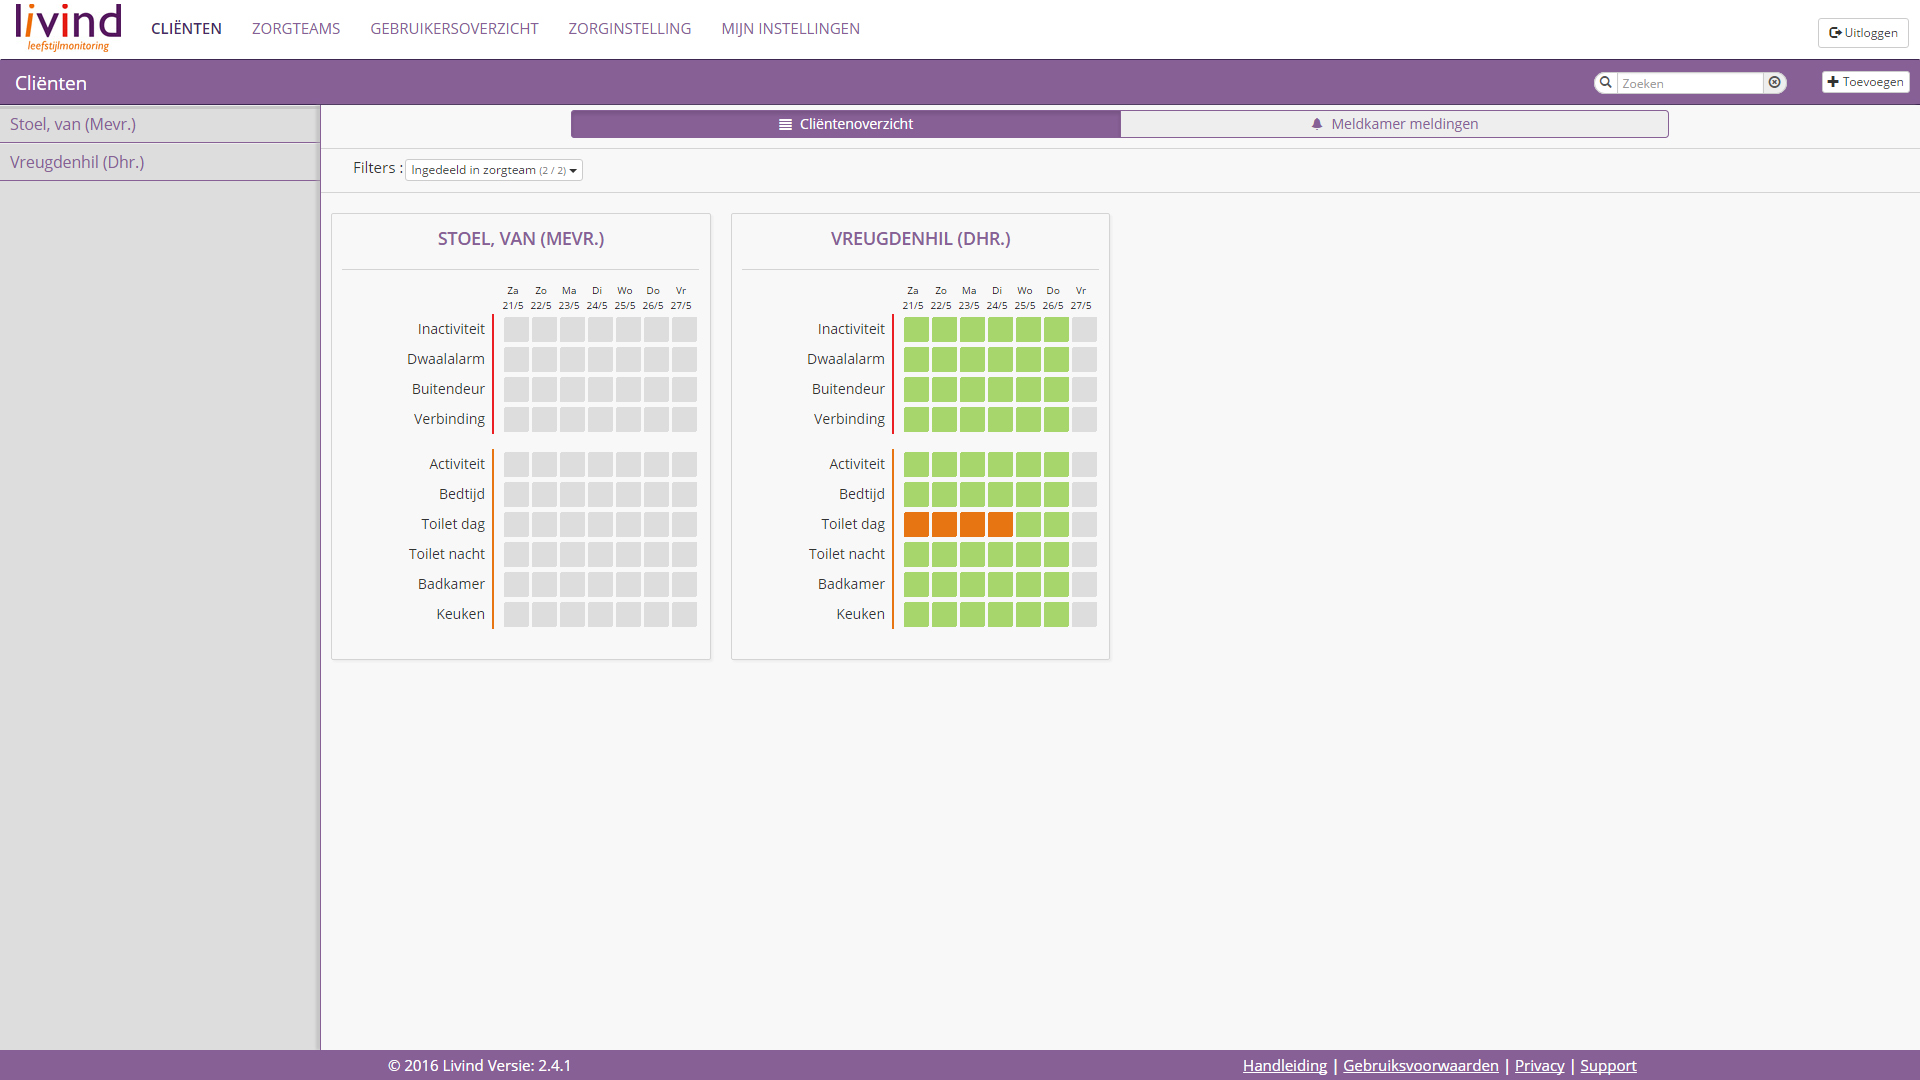 livind
leefstijlmonitoring
CLIËNTEN ZORGTEAMS GEBRUIKERSOVERZICHT ZORGINSTELLING MIJN INSTELLINGEN
Uitloggen
Cliënten
Zoeken
Toevoegen
Stoel, van (Mevr.)
Vreugdenhil (Dhr.)
Cliëntenoverzicht
Meldkamer meldingen
Filters : Ingedeeld in zorgteam (2 / 2)
STOEL, VAN (MEVR.)
Za Zo Ma Di Wo Do Vr
21/5 22/5 23/5 24/5 25/5 26/5 27/5
Inactiviteit
Dwaalalarm
Buitendeur
Verbinding
Activiteit
Bedtijd
Toilet dag
Toilet nacht
Badkamer
Keuken
VREUGDENHIL (DHR.)
Za Zo Ma Di Wo Do Vr
21/5 22/5 23/5 24/5 25/5 26/5 27/5
Inactiviteit
Dwaalalarm
Buitendeur
Verbinding
Activiteit
Bedtijd
Toilet dag
Toilet nacht
Badkamer
Keuken
© 2016 Livind Versie: 2.4.1
Handleiding | Gebruiksvoorwaarden | Privacy | Support